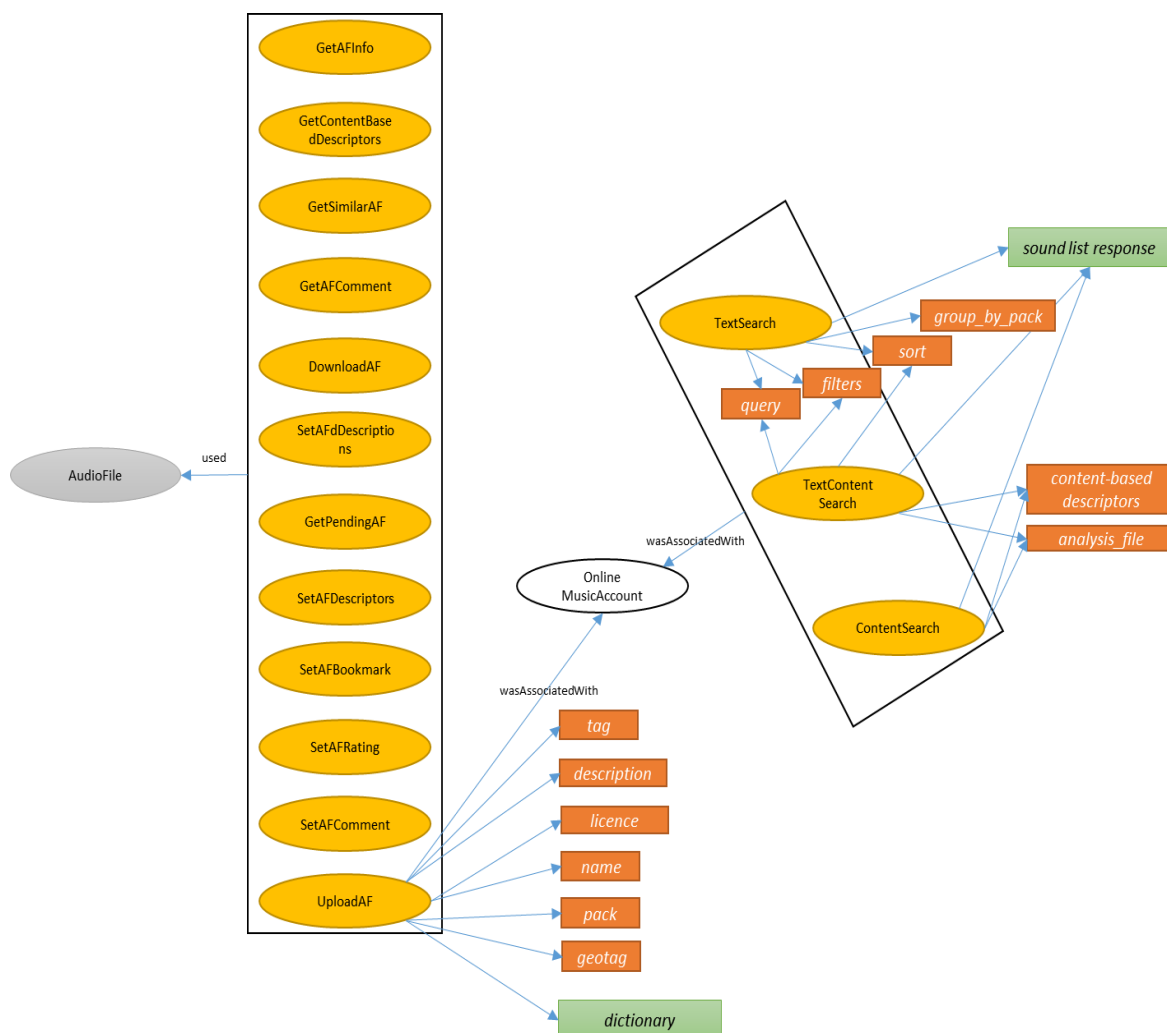 GetAFInfo
GetContentBase
dDescriptors
GetSimilarAF
GetAFComment
DownloadAF
SetAFdDescriptio
ns
GetPendingAF
SetAFDescriptors
SetAFBookmark
SetAFRating
SetAFComment
UploadAF
AudioFile
used
TextSearch
TextContent
Search
ContentSearch
sound list response
group_by_pack
sort
filters
query
content-based
descriptors
analysis_file
wasAssociatedWith
Online
MusicAccount
wasAssociatedWith
tag
description
licence
name
pack
geotag
dictionary